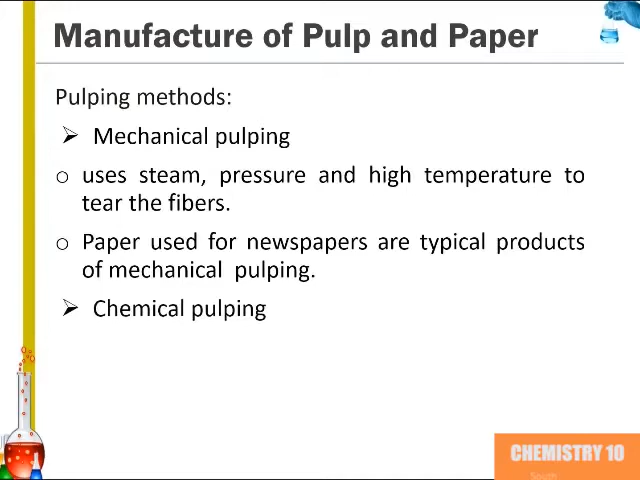 Manufacture of Pulp and Paper
Pulping methods:
➢ Mechanical pulping
o uses steam, pressure and high temperature to
tear the fibers.
o Paper used for newspapers are typical products
of mechanical pulping.
➢ Chemical pulping
CHEMISTRY 10
South